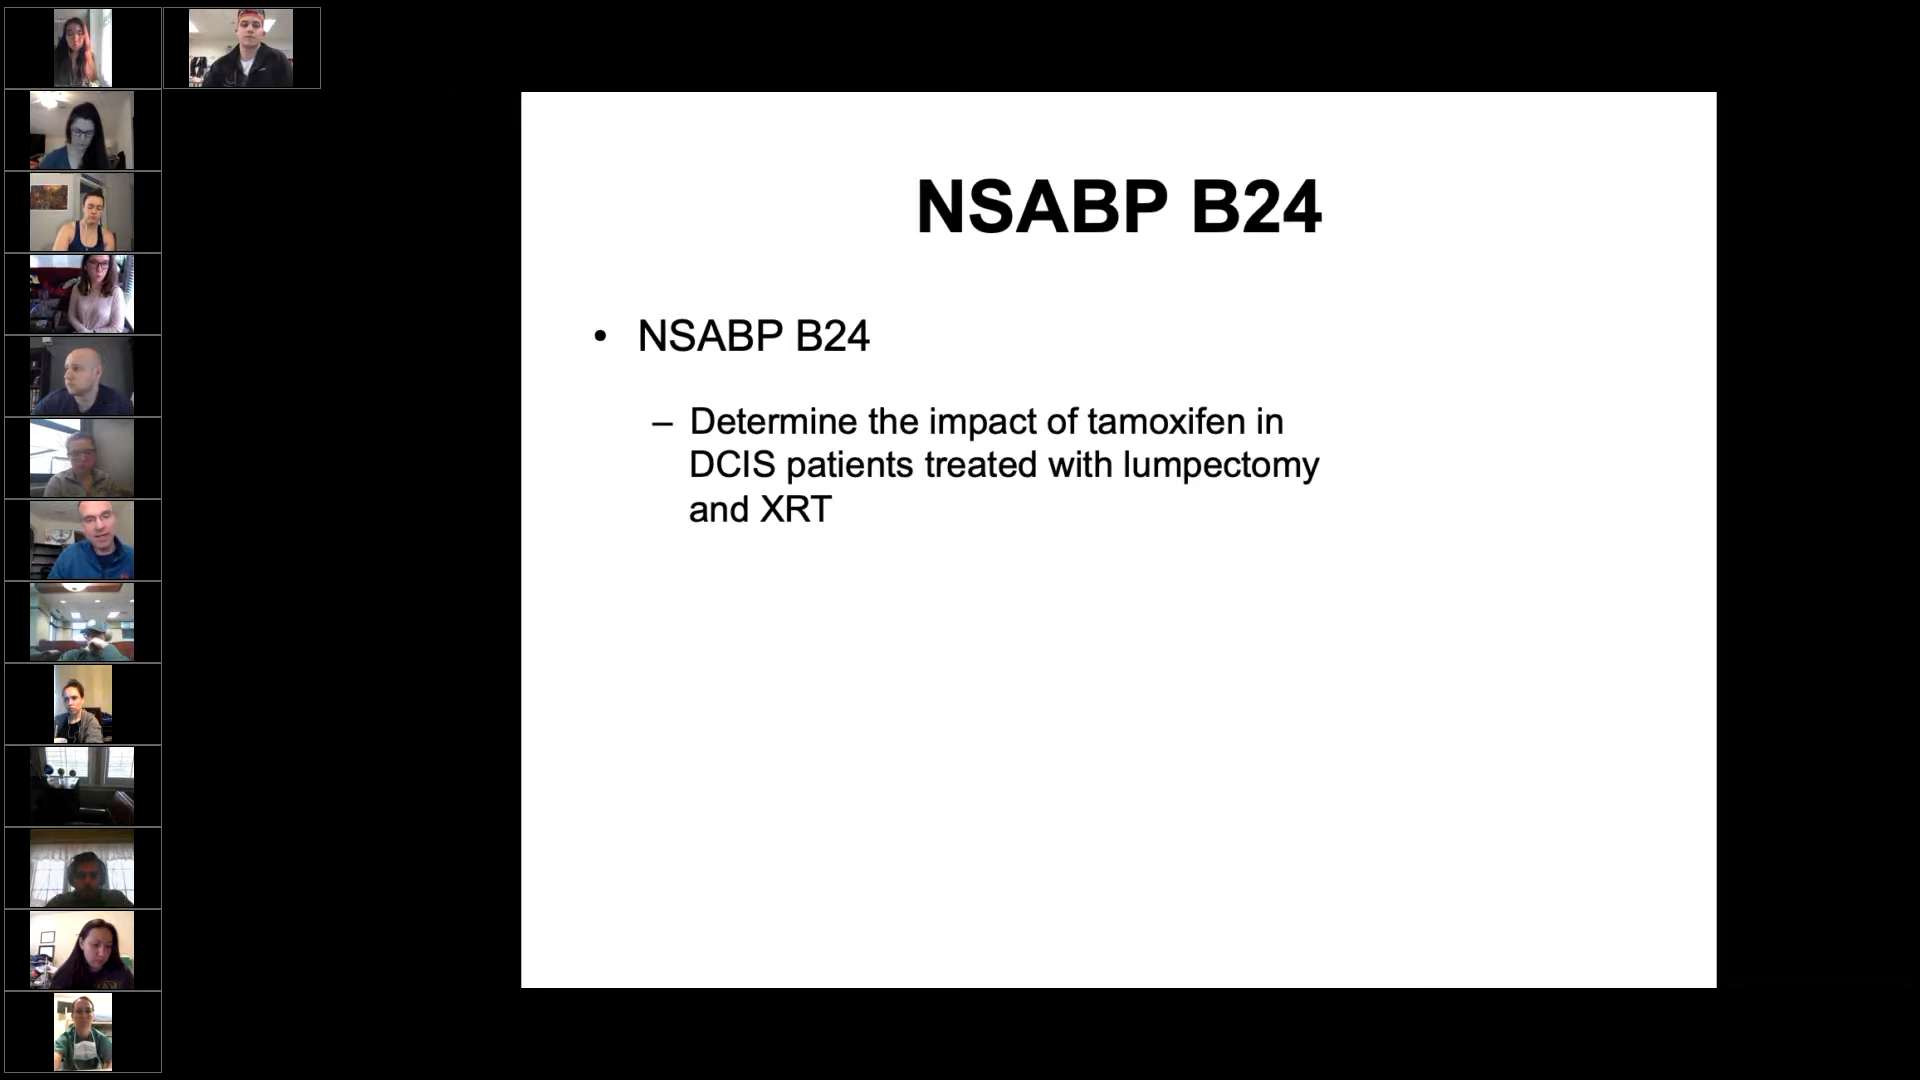 NSABP B24
• NSABP B24
– Determine the impact of tamoxifen in
DCIS patients treated with lumpectomy
and XRT